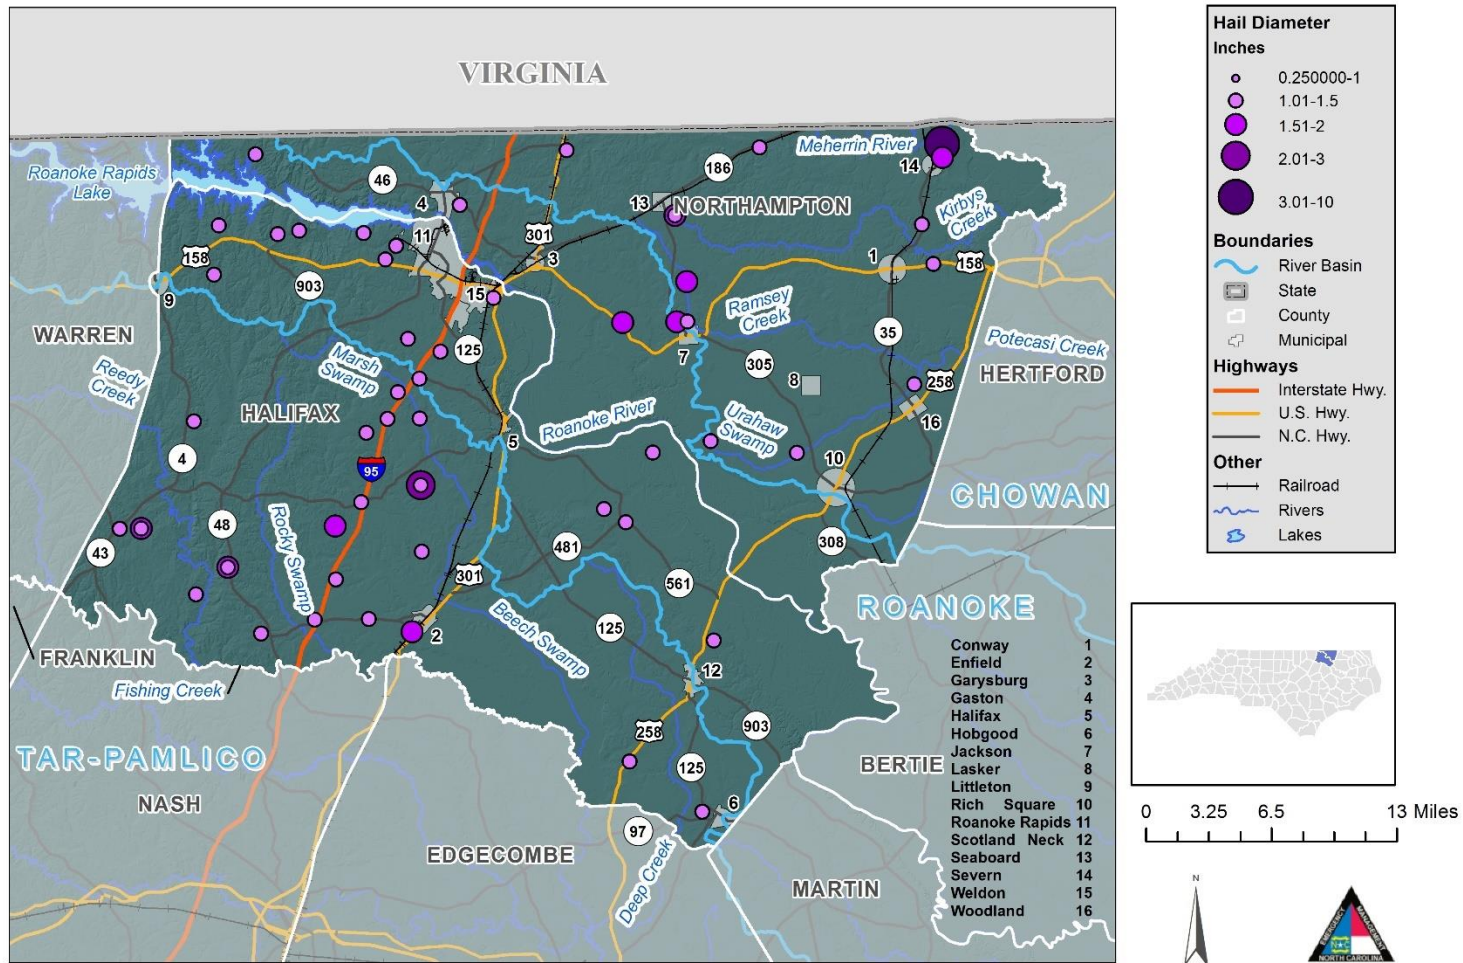 VIRGINIA
Roanoke Rapids
Lake
46
4
11
186
Meherrin River
14
13
NORTHAMPTON
Kirbys
Creek
301
3
158
903
9
15
1
158
WARREN
Reedy
Creek
Marsh
Swamp
125
Ramsey
Creek
7
305
8
35
Potecasi Creek
HERTFORD
258
16
HALIFAX
4
95
5
Roanoke River
Urahaw
Swamp
10
CHOWAN
43
48
Rocky Swamp
481
308
301
561
Beech Swamp
125
2
ROANOKE
FRANKLIN
Fishing Creek
12
258
903
TAR-PAMLICO
125
BERTIE
NASH
6
97
EDGECOMBE
Deep Creek
MARTIN
Conway 1
Enfield 2
Garysburg 3
Gaston 4
Halifax 5
Hobgood 6
Jackson 7
Lasker 8
Littleton 9
Rich Square 10
Roanoke Rapids 11
Scotland Neck 12
Seaboard 13
Severn 14
Weldon 15
Woodland 16
Hail Diameter
Inches
0.250000-1
1.01-1.5
1.51-2
2.01-3
3.01-10
Boundaries
River Basin
State
County
Municipal
Highways
Interstate Hwy.
U.S. Hwy.
N.C. Hwy.
Other
Railroad
Rivers
Lakes
0 3.25 6.5 13 Miles
N
EMERGENCY
MANAGEMENT
N C
NORTH CAROLINA